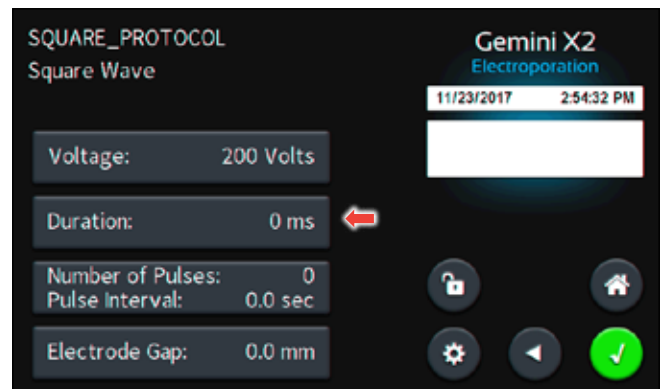 SQUARE_PROTOCOL
Square Wave
Gemini X2
Electroporation
11/23/2017 2:54:32 PM
Voltage: 200 Volts
Duration: 0 ms
Number of Pulses: 0
Pulse Interval: 0.0 sec
Electrode Gap: 0.0 mm